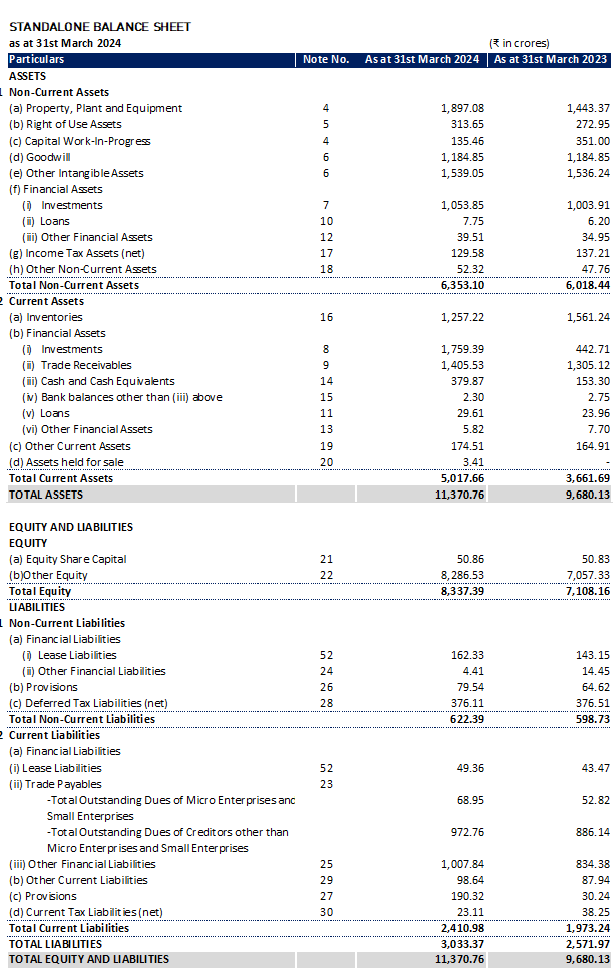 STANDALONE BALANCE SHEET
as at 31st March 2024 (₹ in crores)
Particulars Note No. As at 31st March 2024 As at 31st March 2023
ASSETS
1 Non-Current Assets
(a) Property, Plant and Equipment 4 1,897.08 1,443.37
(b) Right of Use Assets 5 313.65 272.95
(c) Capital Work-In-Progress 4 135.46 351.00
(d) Goodwill 6 1,184.85 1,184.85
(e) Other Intangible Assets 6 1,539.05 1,536.24
(f) Financial Assets
(i) Investments 7 1,053.85 1,003.91
(ii) Loans 10 7.75 6.20
(iii) Other Financial Assets 12 39.51 34.95
(g) Income Tax Assets (net) 17 129.58 137.21
(h) Other Non-Current Assets 18 52.32 47.76
Total Non-Current Assets 6,353.10 6,018.44
2 Current Assets
(a) Inventories 16 1,257.22 1,561.24
(b) Financial Assets
(i) Investments 8 1,759.39 442.71
(ii) Trade Receivables 9 1,405.53 1,305.12
(iii) Cash and Cash Equivalents 14 379.87 153.30
(iv) Bank balances other than (iii) above 15 2.30 2.75
(v) Loans 11 29.61 23.96
(vi) Other Financial Assets 13 5.82 7.70
(c) Other Current Assets 19 174.51 164.91
(d) Assets held for sale 20 3.41 -
Total Current Assets 5,017.66 3,661.69
TOTAL ASSETS 11,370.76 9,680.13
EQUITY AND LIABILITIES
EQUITY
(a) Equity Share Capital 21 50.86 50.83
(b)Other Equity 22 8,286.53 7,057.33
Total Equity 8,337.39 7,108.16
LIABILITIES
1 Non-Current Liabilities
(a) Financial Liabilities
(i) Lease Liabilities 52 162.33 143.15
(ii) Other Financial Liabilities 24 4.41 14.45
(b) Provisions 26 79.54 64.62
(c) Deferred Tax Liabilities (net) 28 376.11 376.51
Total Non-Current Liabilities 622.39 598.73
2 Current Liabilities
(a) Financial Liabilities
(i) Lease Liabilities 52 49.36 43.47
(ii) Trade Payables 23
-Total Outstanding Dues of Micro Enterprises and 68.95 52.82
Small Enterprises
-Total Outstanding Dues of Creditors other than 972.76 886.14
Micro Enterprises and Small Enterprises
(iii) Other Financial Liabilities 25 1,007.84 834.38
(b) Other Current Liabilities 29 98.64 87.94
(c) Provisions 27 190.32 30.24
(d) Current Tax Liabilities (net) 30 23.11 38.25
Total Current Liabilities 2,410.98 1,973.24
TOTAL LIABILITIES 3,033.37 2,571.97
TOTAL EQUITY AND LIABILITIES 11,370.76 9,680.13